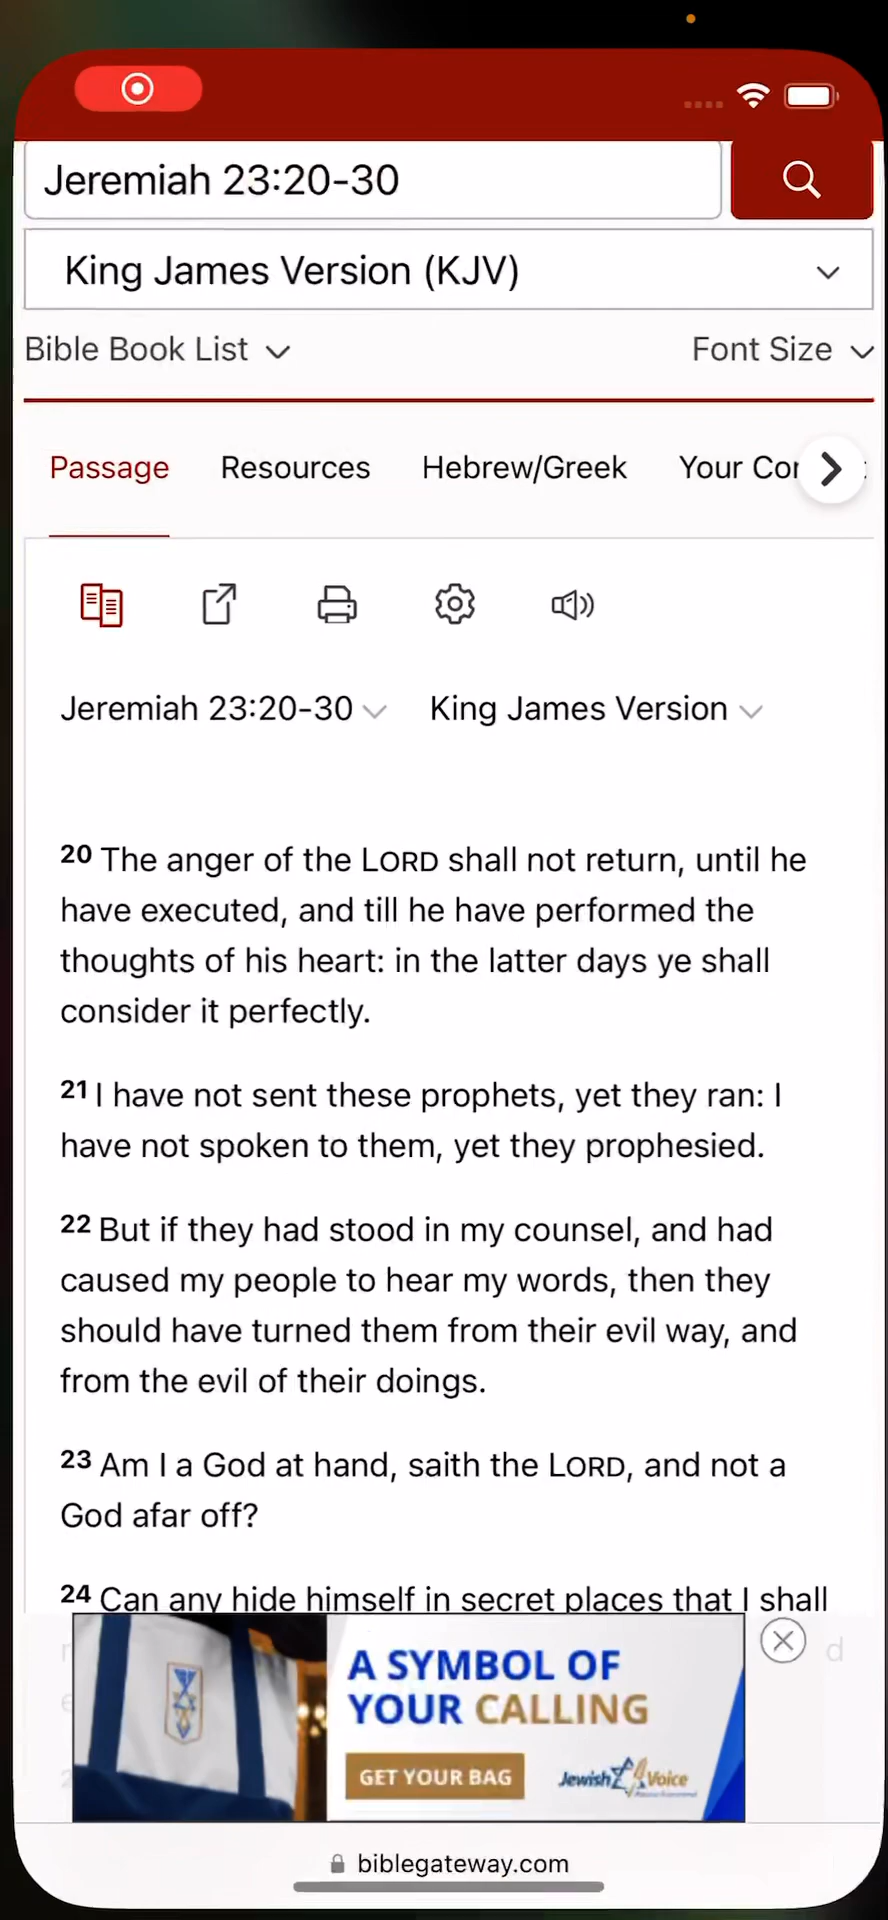 Jeremiah 23:20-30
King James Version (KJV)
Bible Book List
Font Size
Passage Resources Hebrew/Greek Your
Jeremiah 23:20-30 King James Version
20 The anger of the LORD shall not return, until he
have executed, and till he have performed the
thoughts of his heart: in the latter days ye shall
consider it perfectly.
21 I have not sent these prophets, yet they ran: I
have not spoken to them, yet they prophesied.
22 But if they had stood in my counsel, and had
caused my people to hear my words, then they
should have turned them from their evil way, and
from the evil of their doings.
23 Am I a God at hand, saith the LORD, and not a
God afar off?
24 Can any hide himself in secret places that I shall
A SYMBOL OF
YOUR CALLING
GET YOUR BAG
Jewish Voice
biblegateway.com